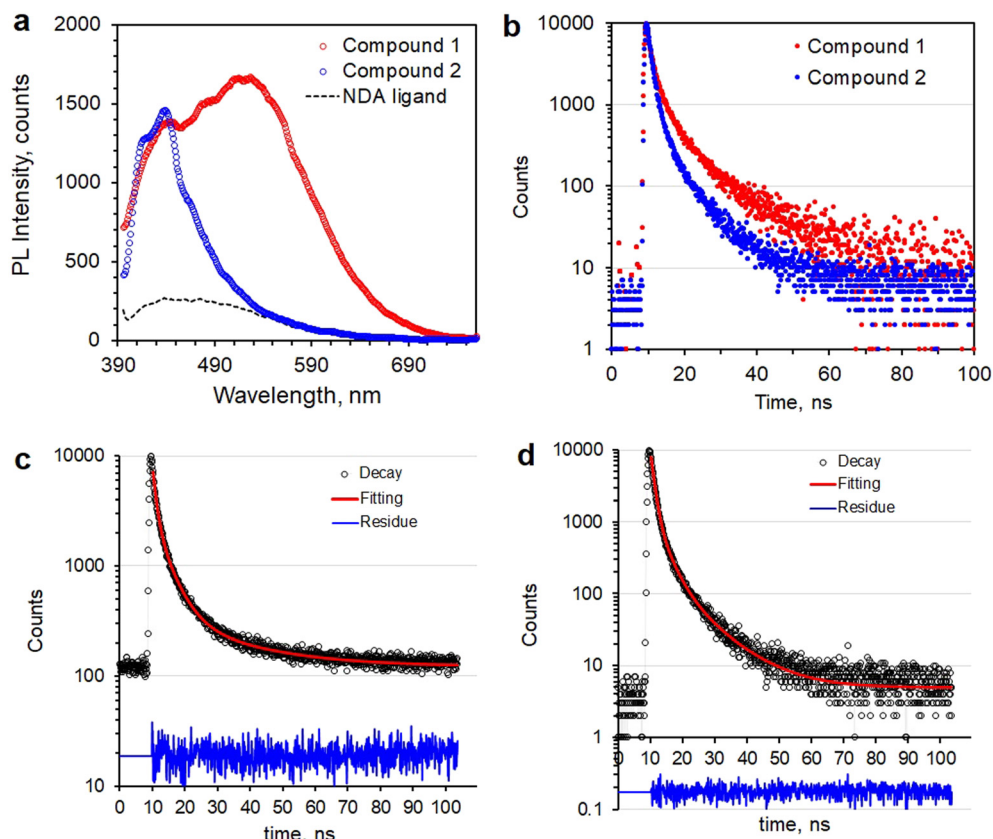 a
2000
1500
1000
500
0
390
490
590
690
PL Intensity, counts
Wavelength, nm
Compound 1
Compound 2
NDA ligand
b
10000
1000
100
10
1
0
20
40
60
80
100
Counts
Time, ns
Compound 1
Compound 2
c
10000
1000
100
10
0 10 20 30 40 50 60 70 80 90 100
Counts
time, ns
Decay
Fitting
Residue
d
10000
1000
100
10
1
0.1
0 10 20 30 40 50 60 70 80 90 100
Counts
time, ns
Decay
Fitting
Residue